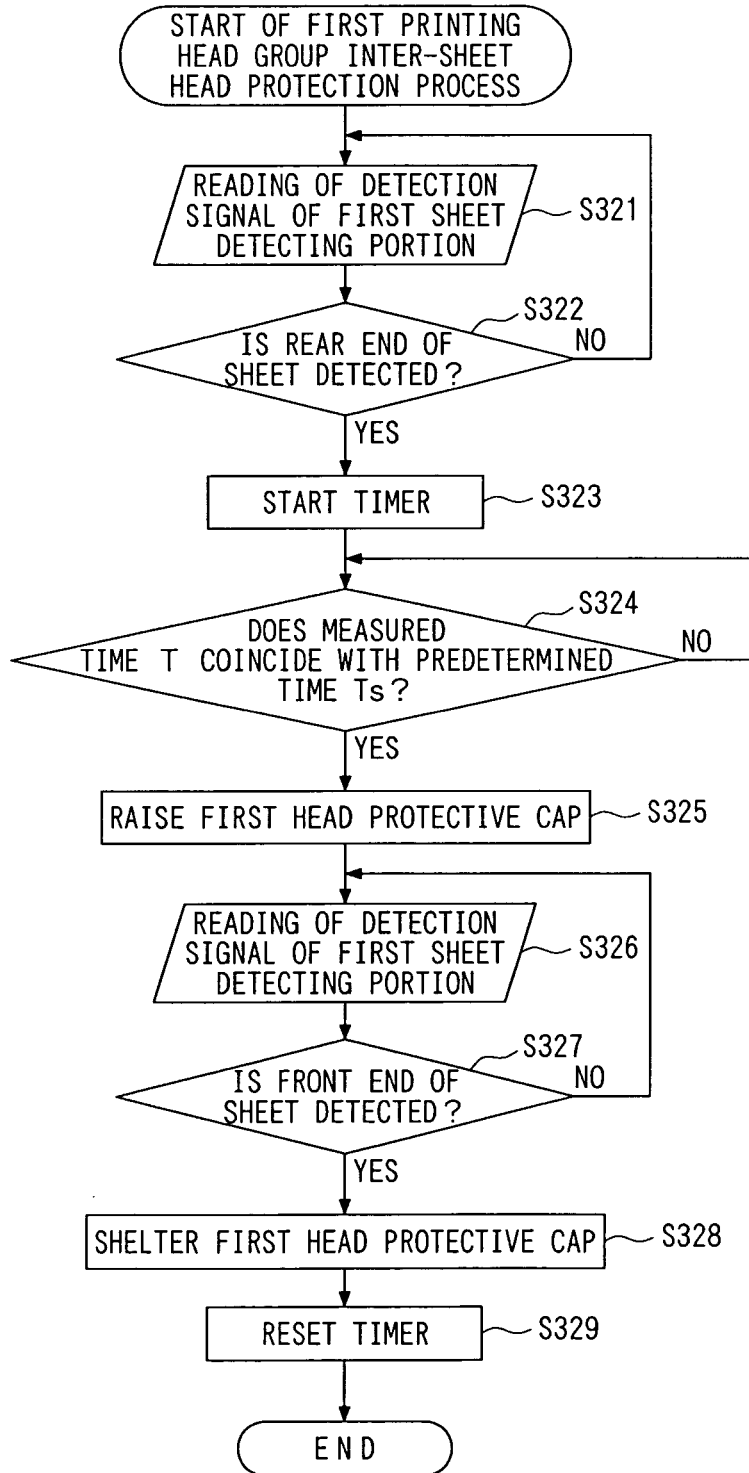 START OF FIRST PRINTING
HEAD GROUP INTER-SHEET
HEAD PROTECTION PROCESS
READING OF DETECTION
SIGNAL OF FIRST SHEET
DETECTING PORTION
S321
S322
IS REAR END OF
SHEET DETECTED?
NO
YES
START TIMER
S323
S324
DOES MEASURED
TIME T COINCIDE WITH PREDETERMINED
TIME Ts?
NO
YES
RAISE FIRST HEAD PROTECTIVE CAP
S325
READING OF DETECTION
SIGNAL OF FIRST SHEET
DETECTING PORTION
S326
S327
IS FRONT END OF
SHEET DETECTED?
NO
YES
SHELTER FIRST HEAD PROTECTIVE CAP
S328
RESET TIMER
S329
END